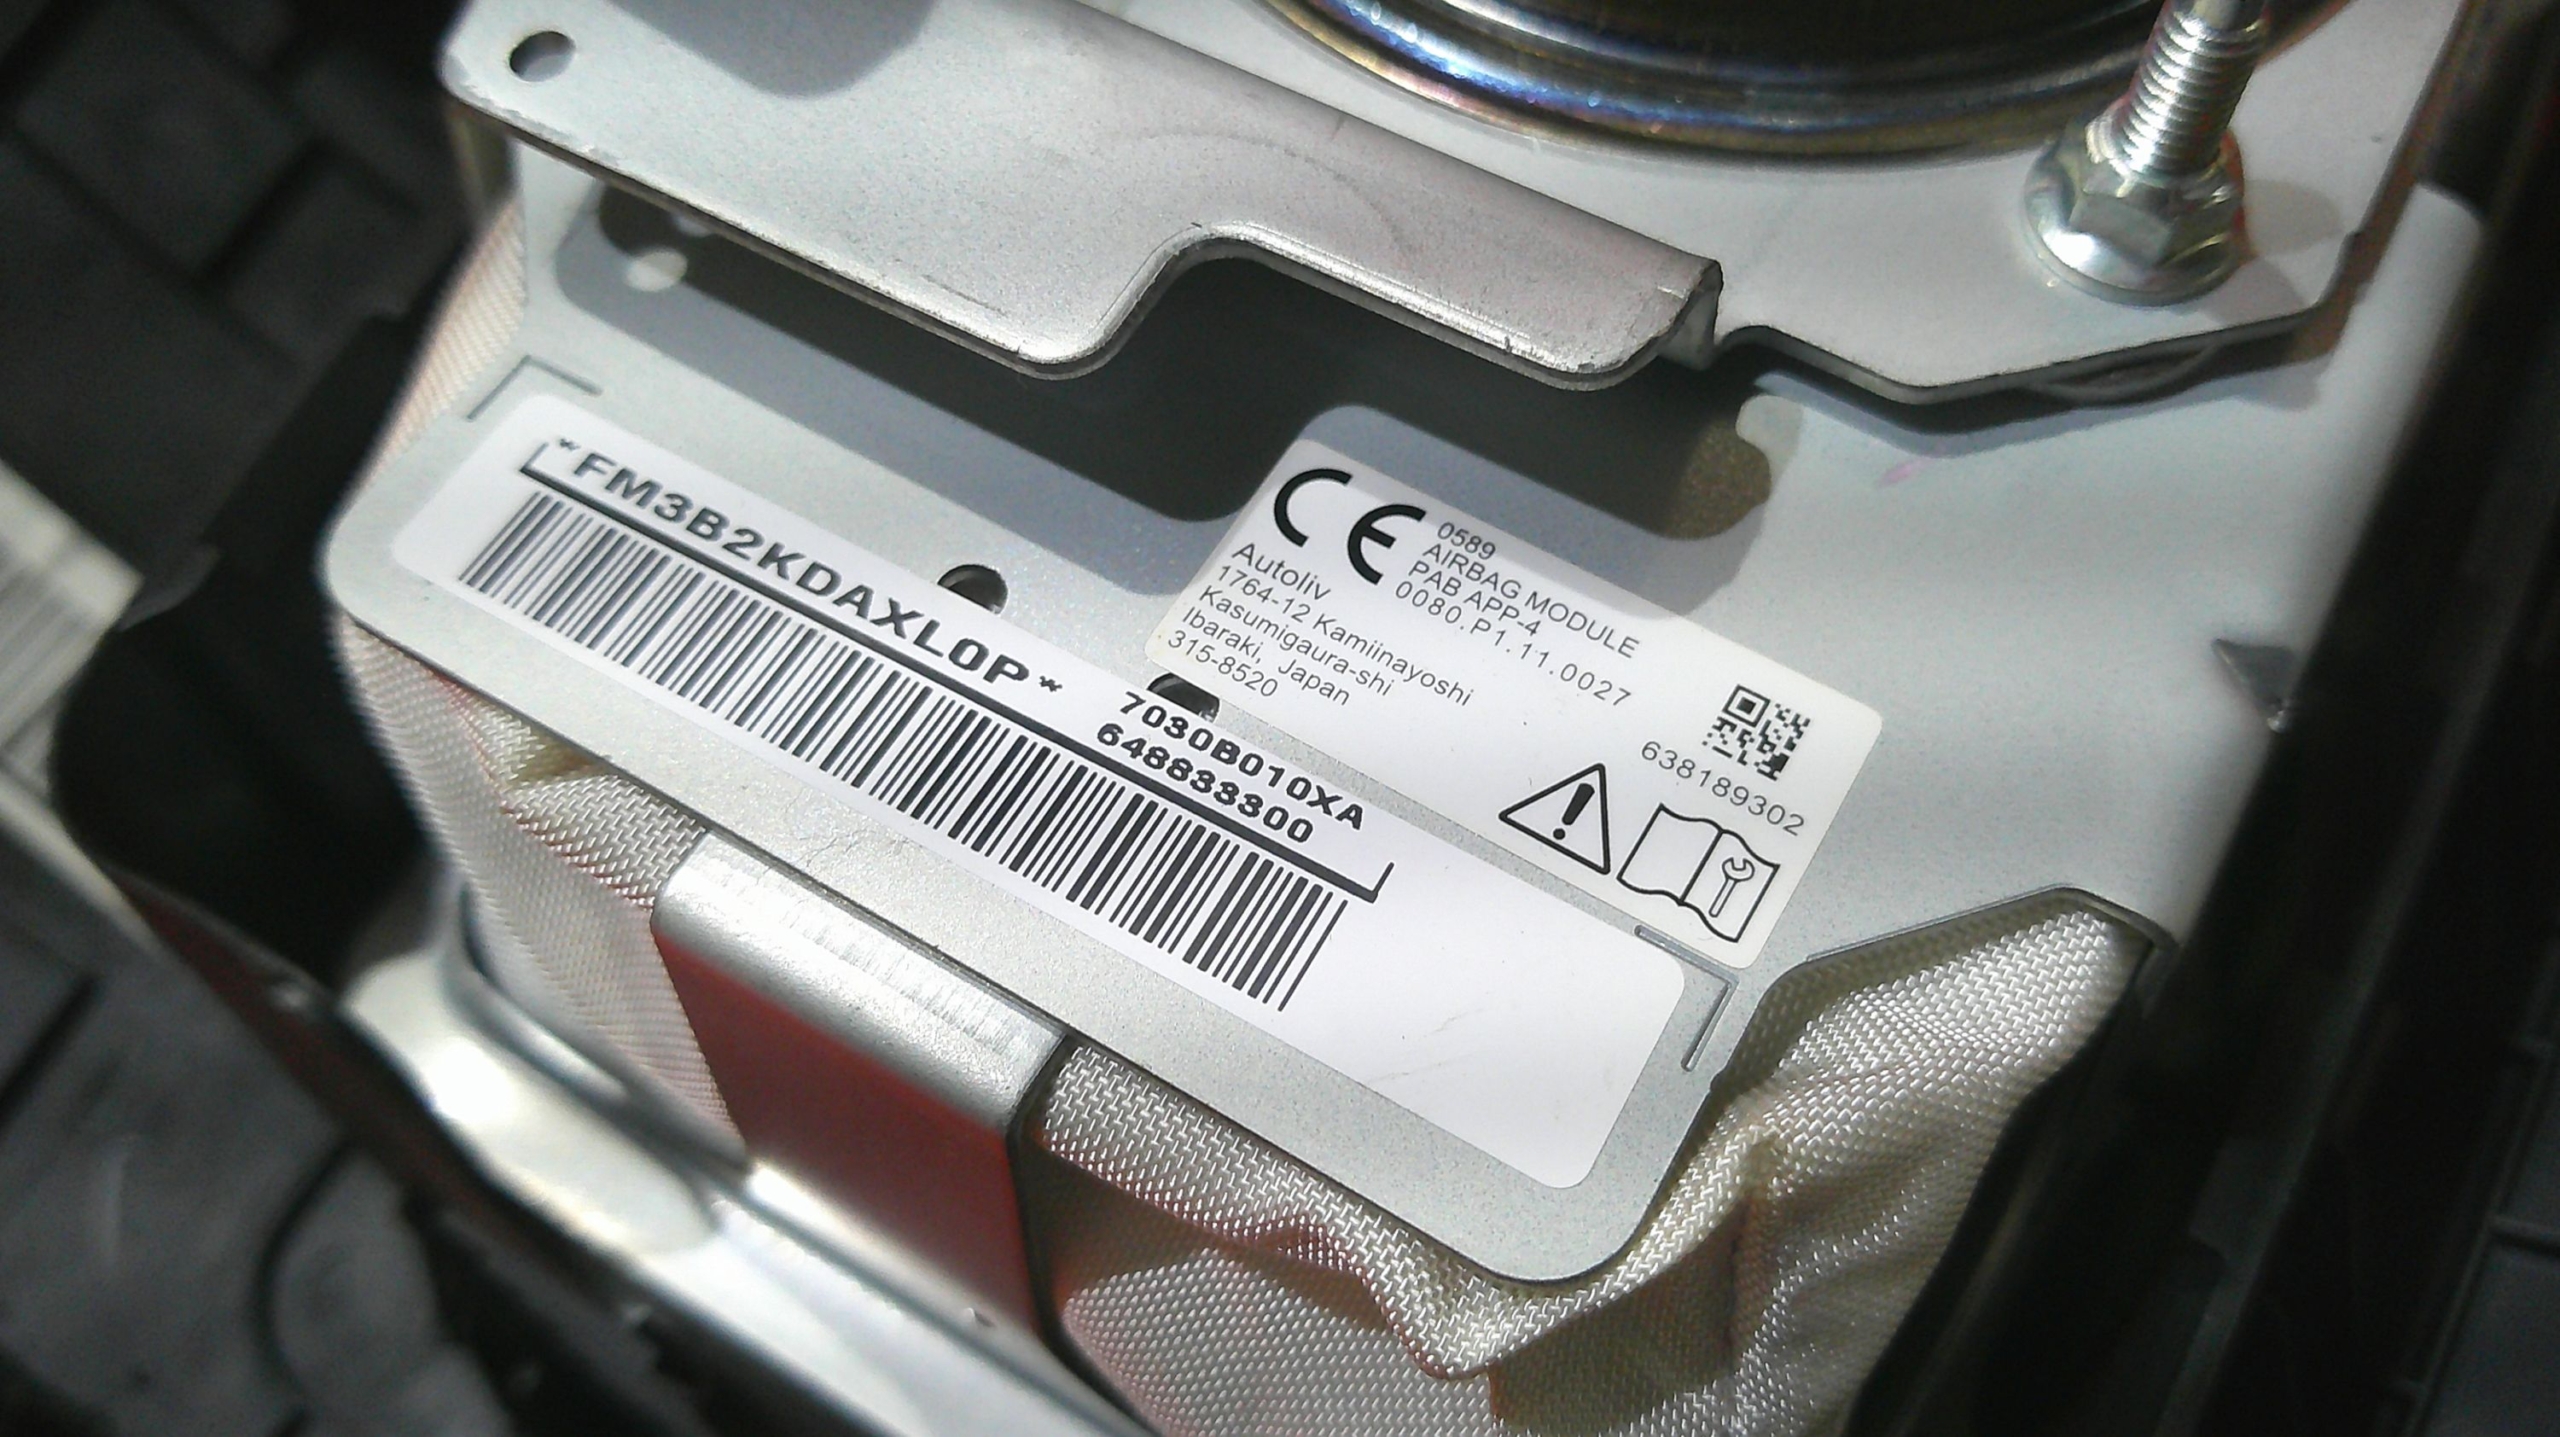 *FM3B2KDAXL0P*
7030B010XA
648833300
CE 0589
AIRBAG MODULE
PAB APP-4
0080.P1.11.0027
Autoliv
1764-12 Kamiinayoshi
Kasumigaura-shi
Ibaraki, Japan
315-8520
638189302